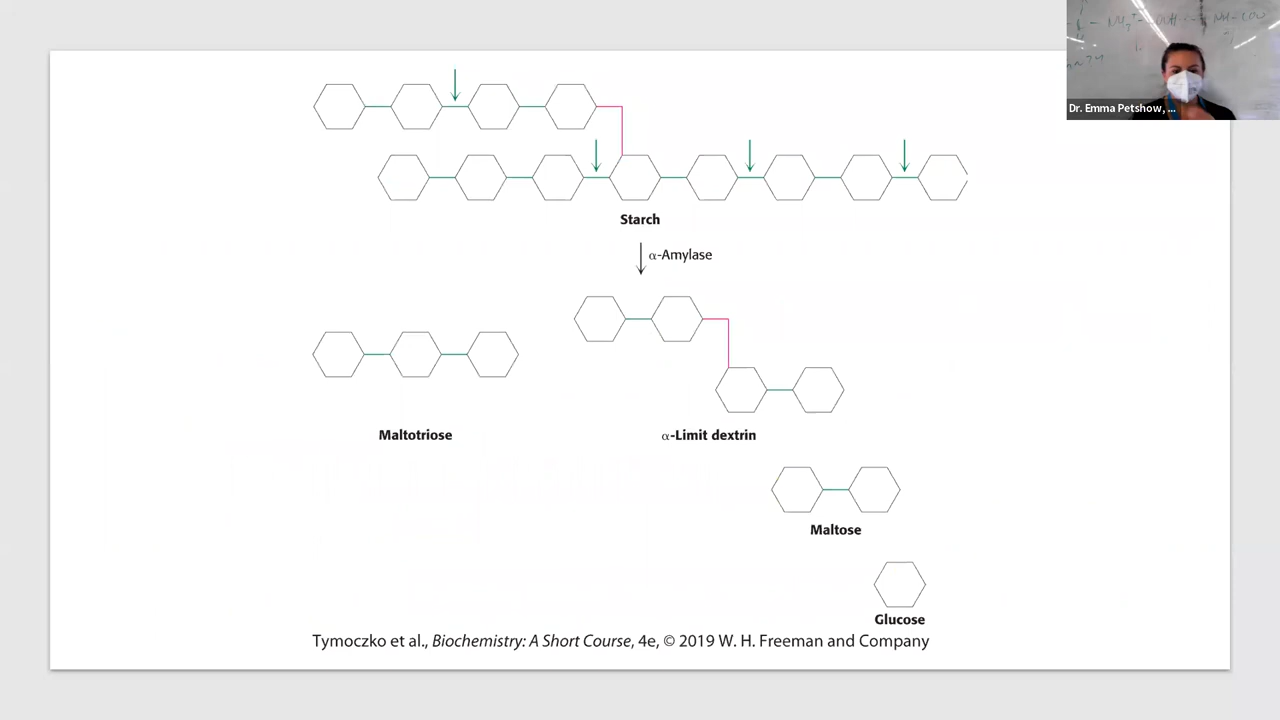 Dr. Emma Petshow, ...
Starch
α-Amylase
Maltotriose
α-Limit dextrin
Maltose
Glucose
Tymoczko et al., Biochemistry: A Short Course, 4e, © 2019 W. H. Freeman and Company